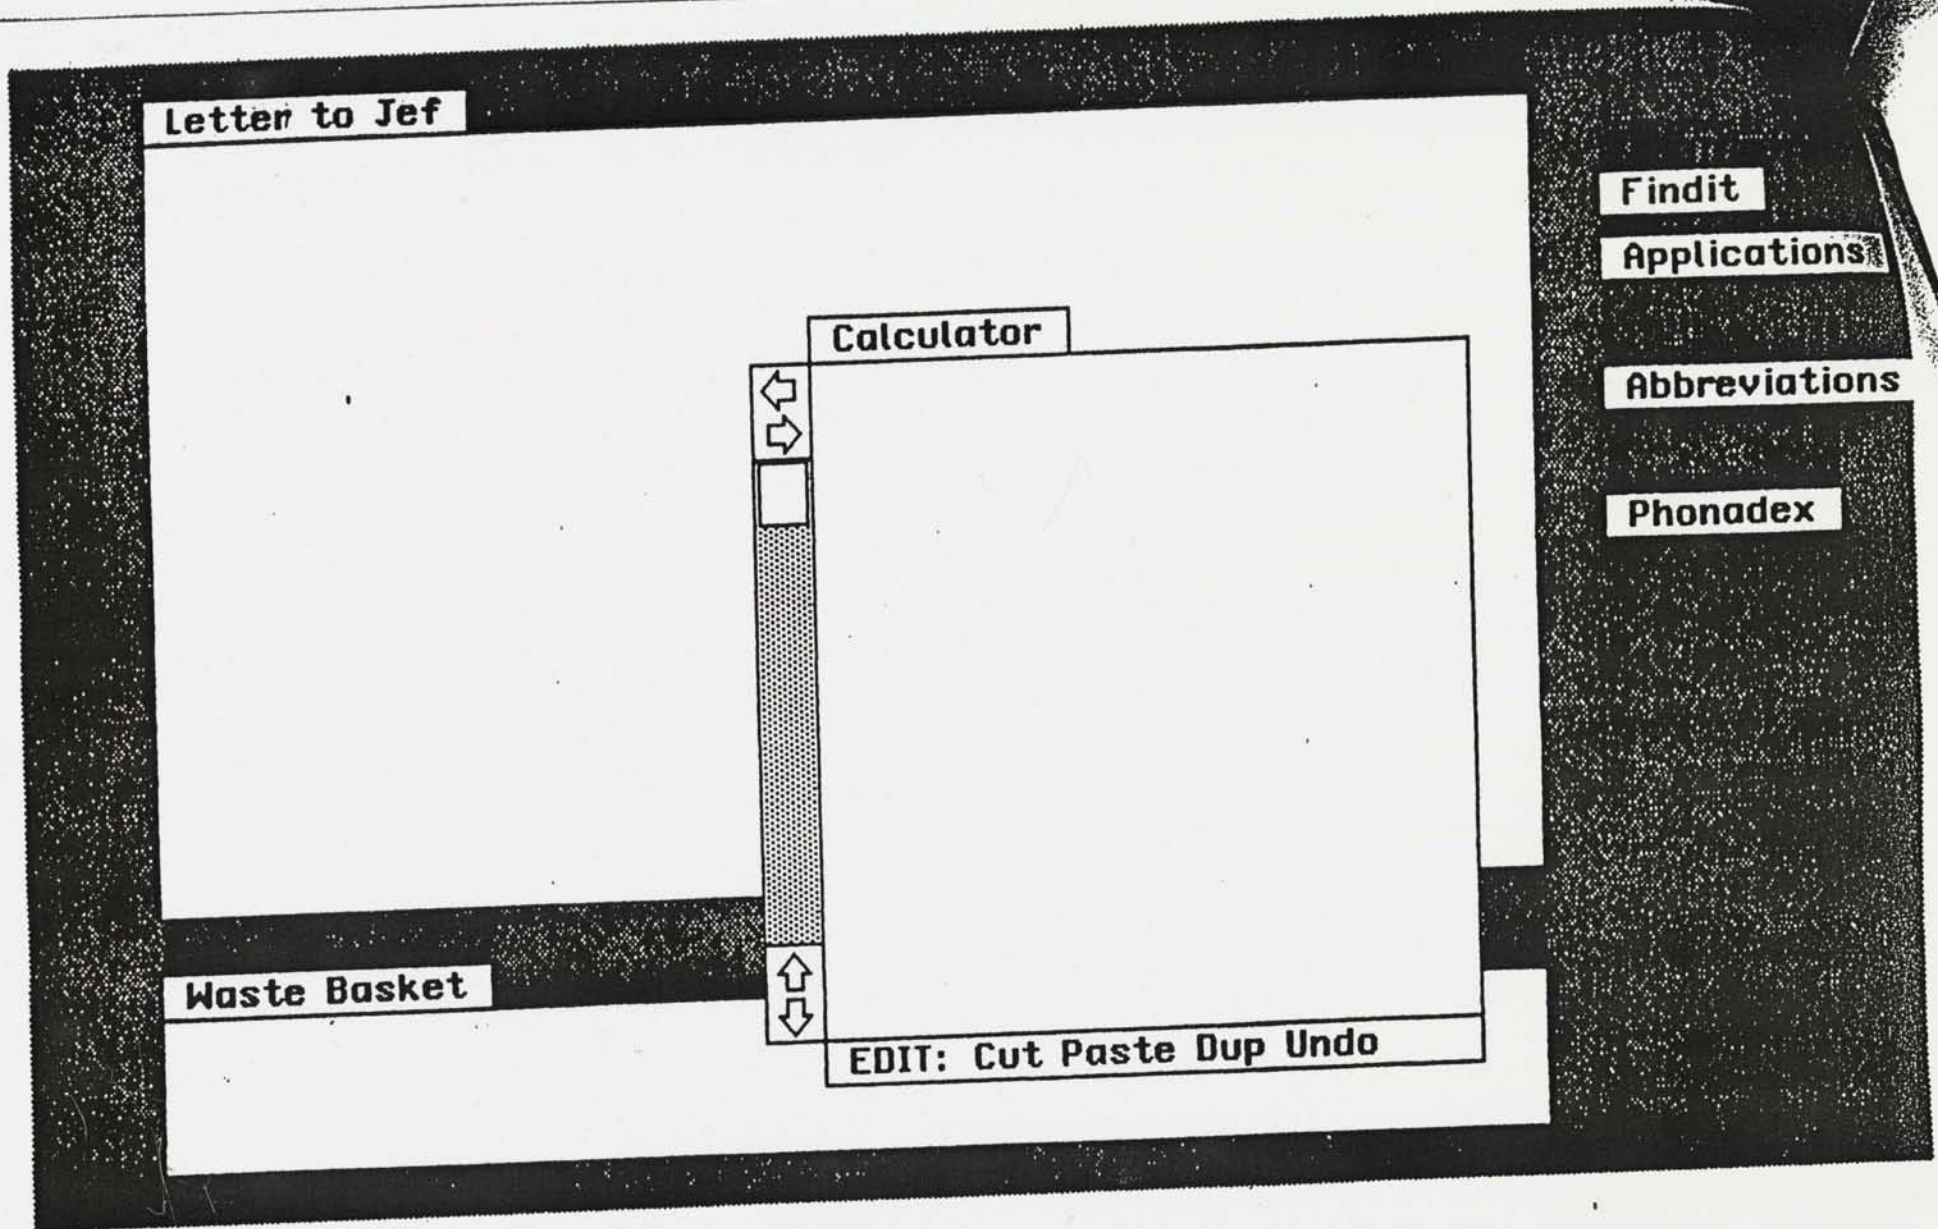 Letter to Jef
Findit
Applications
Calculator
Abbreviations
Phonadex
Waste Basket
EDIT: Cut Paste Dup Undo